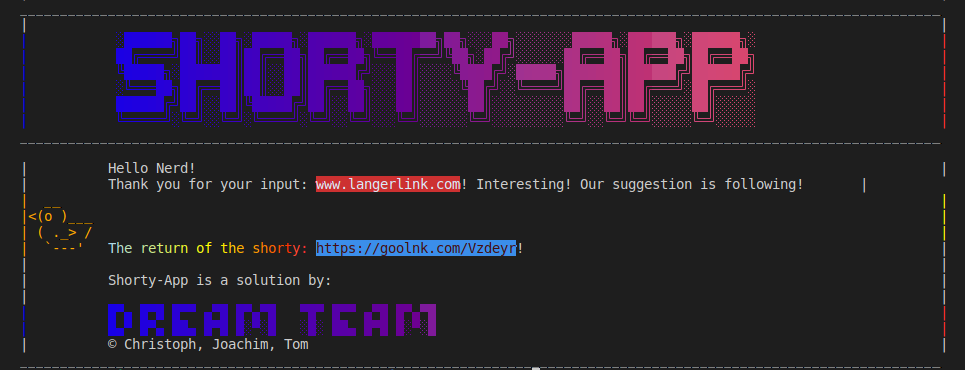 SHORTY-APP
Hello Nerd!
Thank you for your input: www.langerlink.com! Interesting! Our suggestion is following!
The return of the shorty: https://goolnk.com/Vzdeyr!
Shorty-App is a solution by:
DREAM TEAM
© Christoph, Joachim, Tom